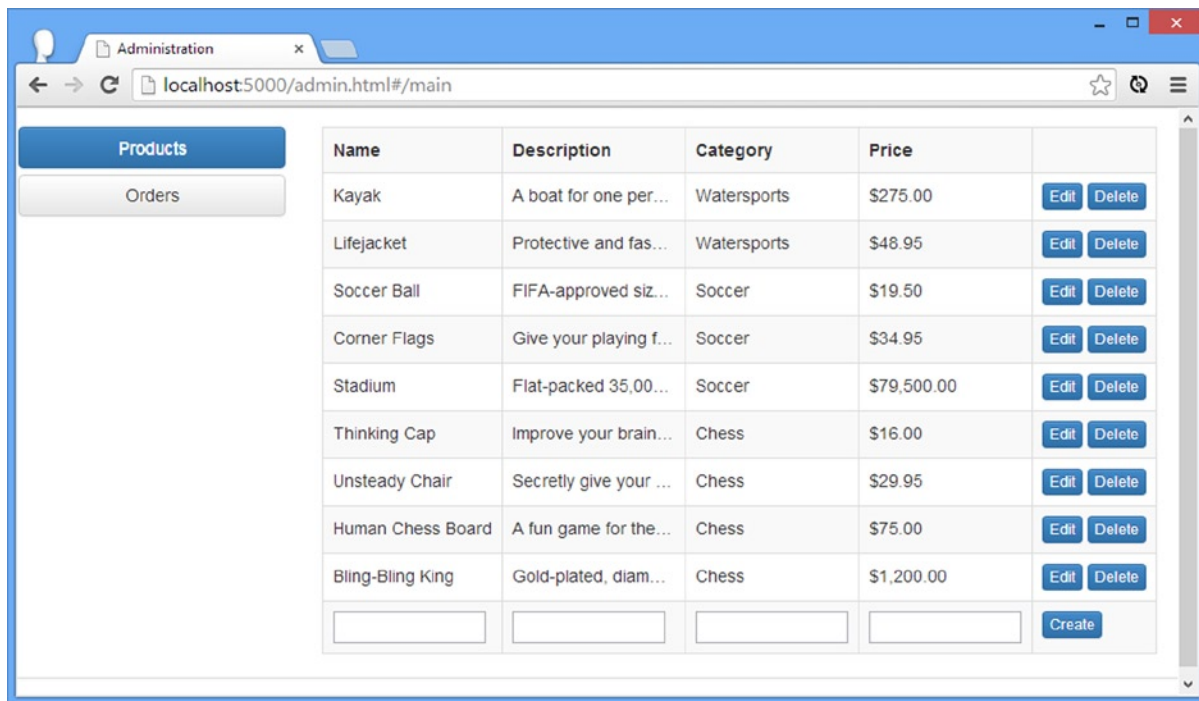 Administration
localhost:5000/admin.html#/main
Products
Orders
Name Description Category Price
Kayak A boat for one per... Watersports $275.00 Edit Delete
Lifejacket Protective and fas... Watersports $48.95 Edit Delete
Soccer Ball FIFA-approved siz... Soccer $19.50 Edit Delete
Corner Flags Give your playing f... Soccer $34.95 Edit Delete
Stadium Flat-packed 35,00... Soccer $79,500.00 Edit Delete
Thinking Cap Improve your brain... Chess $16.00 Edit Delete
Unsteady Chair Secretly give your ... Chess $29.95 Edit Delete
Human Chess Board A fun game for the... Chess $75.00 Edit Delete
Bling-Bling King Gold-plated, diam... Chess $1,200.00 Edit Delete
Create